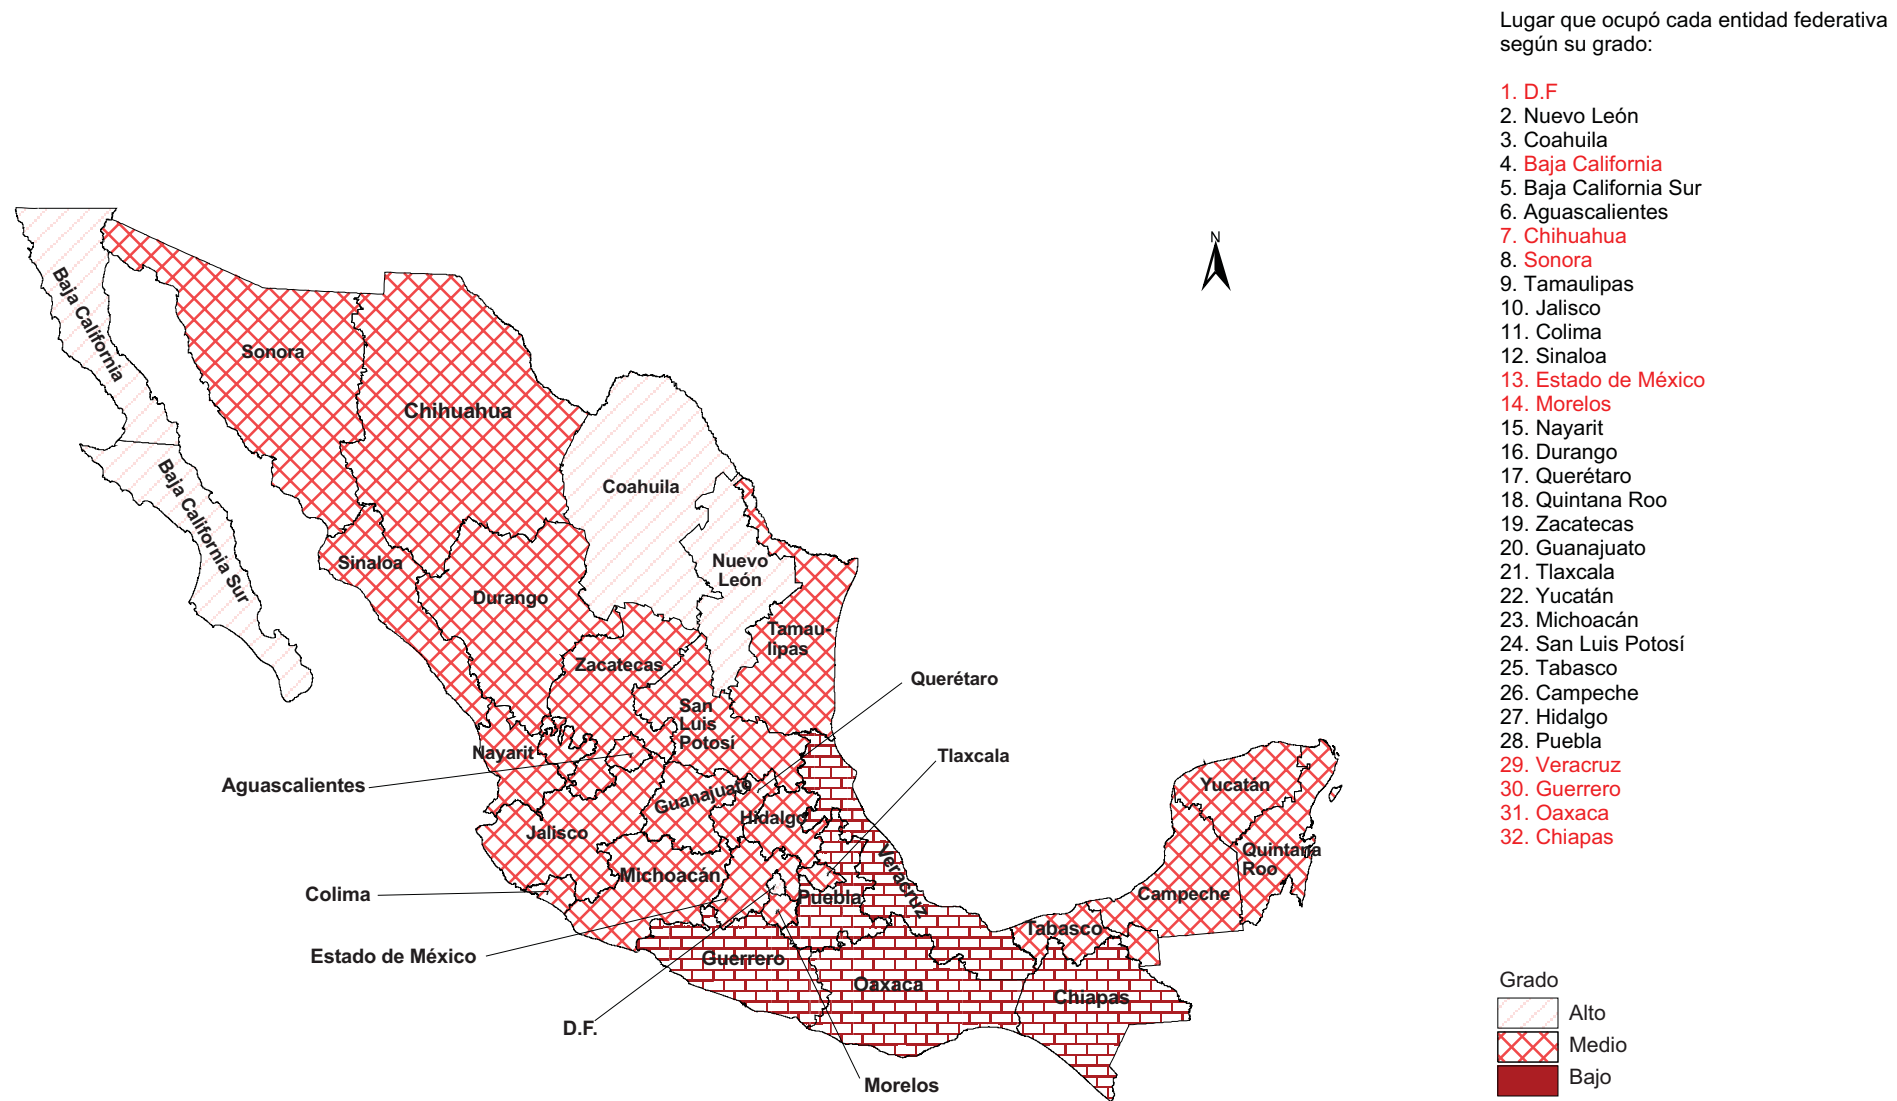 Lugar que ocupó cada entidad federativa
según su grado:
1. D.F
2. Nuevo León
3. Coahuila
4. Baja California
5. Baja California Sur
6. Aguascalientes
7. Chihuahua
8. Sonora
9. Tamaulipas
10. Jalisco
11. Colima
12. Sinaloa
13. Estado de México
14. Morelos
15. Nayarit
16. Durango
17. Querétaro
18. Quintana Roo
19. Zacatecas
20. Guanajuato
21. Tlaxcala
22. Yucatán
23. Michoacán
24. San Luis Potosí
25. Tabasco
26. Campeche
27. Hidalgo
28. Puebla
29. Veracruz
30. Guerrero
31. Oaxaca
32. Chiapas
N
Baja California
Sonora
Chihuahua
Coahuila
Baja California Sur
Sinaloa
Nuevo
León
Durango
Tamau-
lipas
Zacatecas
Querétaro
San
Luis
Potosí
Nayarit
Tlaxcala
Aguascalientes
Guanajuato
Yucatán
Hidalgo
Jalisco
Quintana
Roo
Michoacán
Veracruz
Colima
Puebla
Campeche
Tabasco
Estado de México
Guerrero
Oaxaca
Chiapas
D.F.
Morelos
Grado
Alto
Medio
Bajo